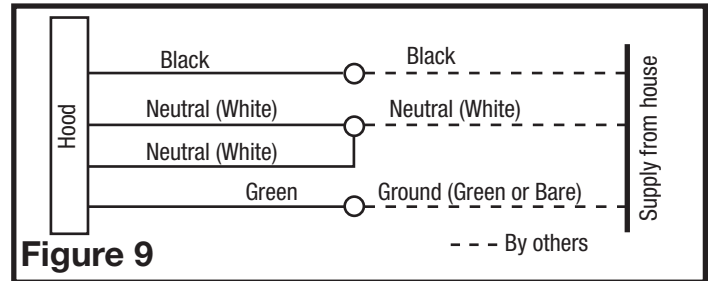 Hood
Black
Black
Neutral (White)
Neutral (White)
Neutral (White)
Green
Ground (Green or Bare)
Supply from house
- - - By others
Figure 9